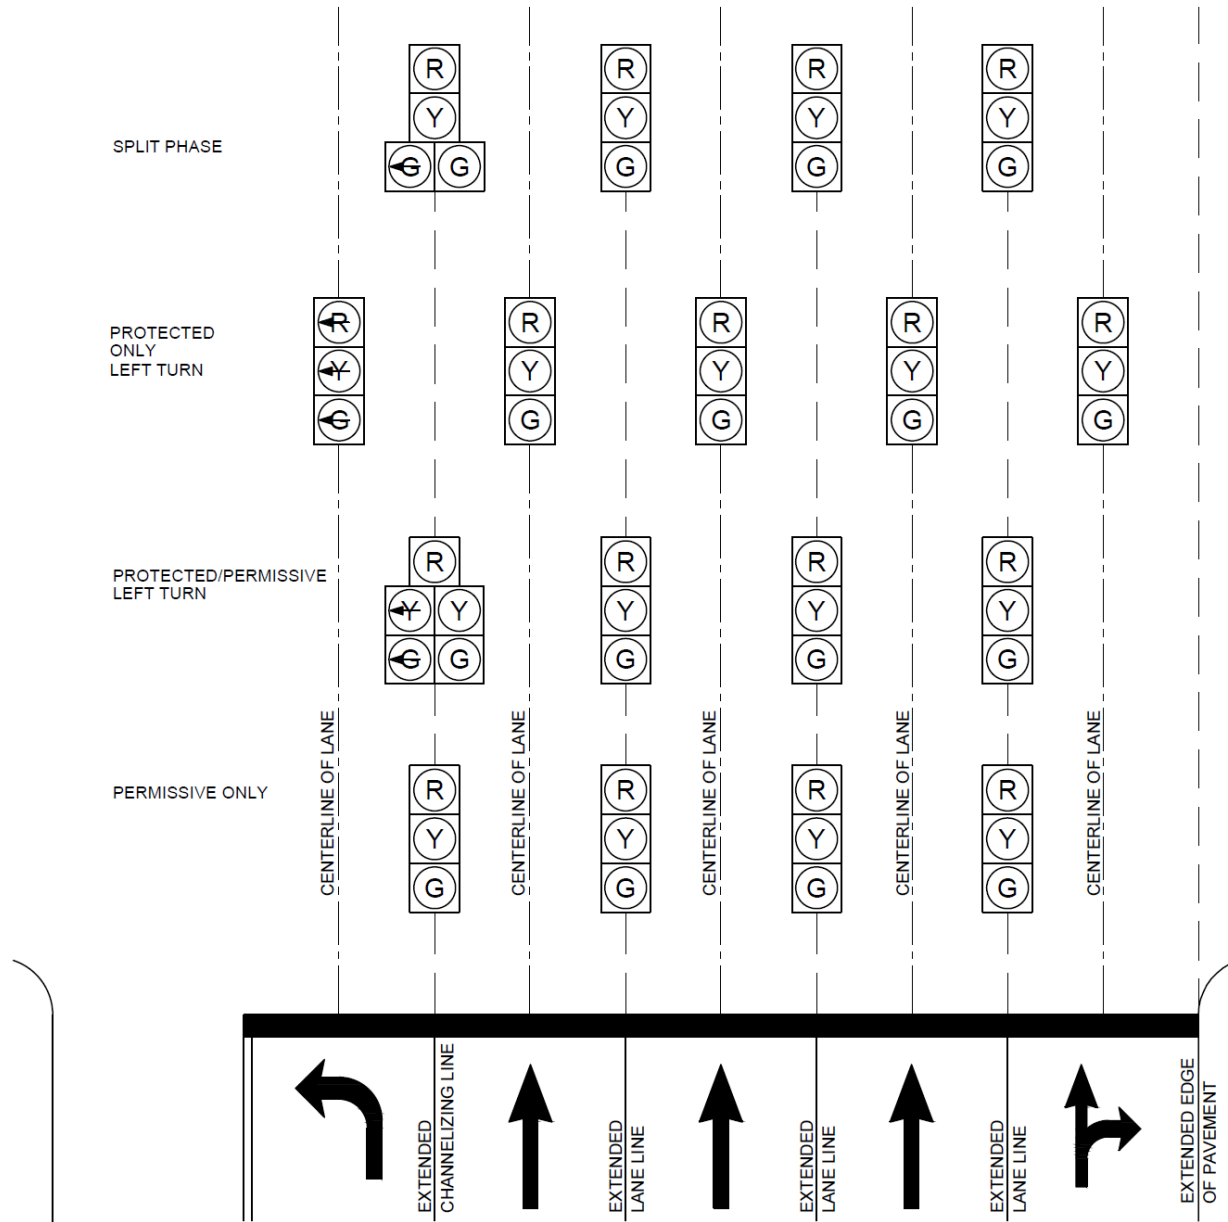 R R R R
Y Y Y Y
SPLIT PHASE
G G G G G
R R R R R
PROTECTED
ONLY
LEFT TURN
Y Y Y Y Y
G G G G G
R R R R
PROTECTED/PERMISSIVE
LEFT TURN
Y Y Y Y Y
G G G G G
CENTERLINE OF LANE
CENTERLINE OF LANE
CENTERLINE OF LANE
CENTERLINE OF LANE
CENTERLINE OF LANE
PERMISSIVE ONLY
R R R R
Y Y Y Y
G G G G
EXTENDED
CHANNELIZING LINE
EXTENDED
LANE LINE
EXTENDED
LANE LINE
EXTENDED
LANE LINE
EXTENDED EDGE
OF PAVEMENT